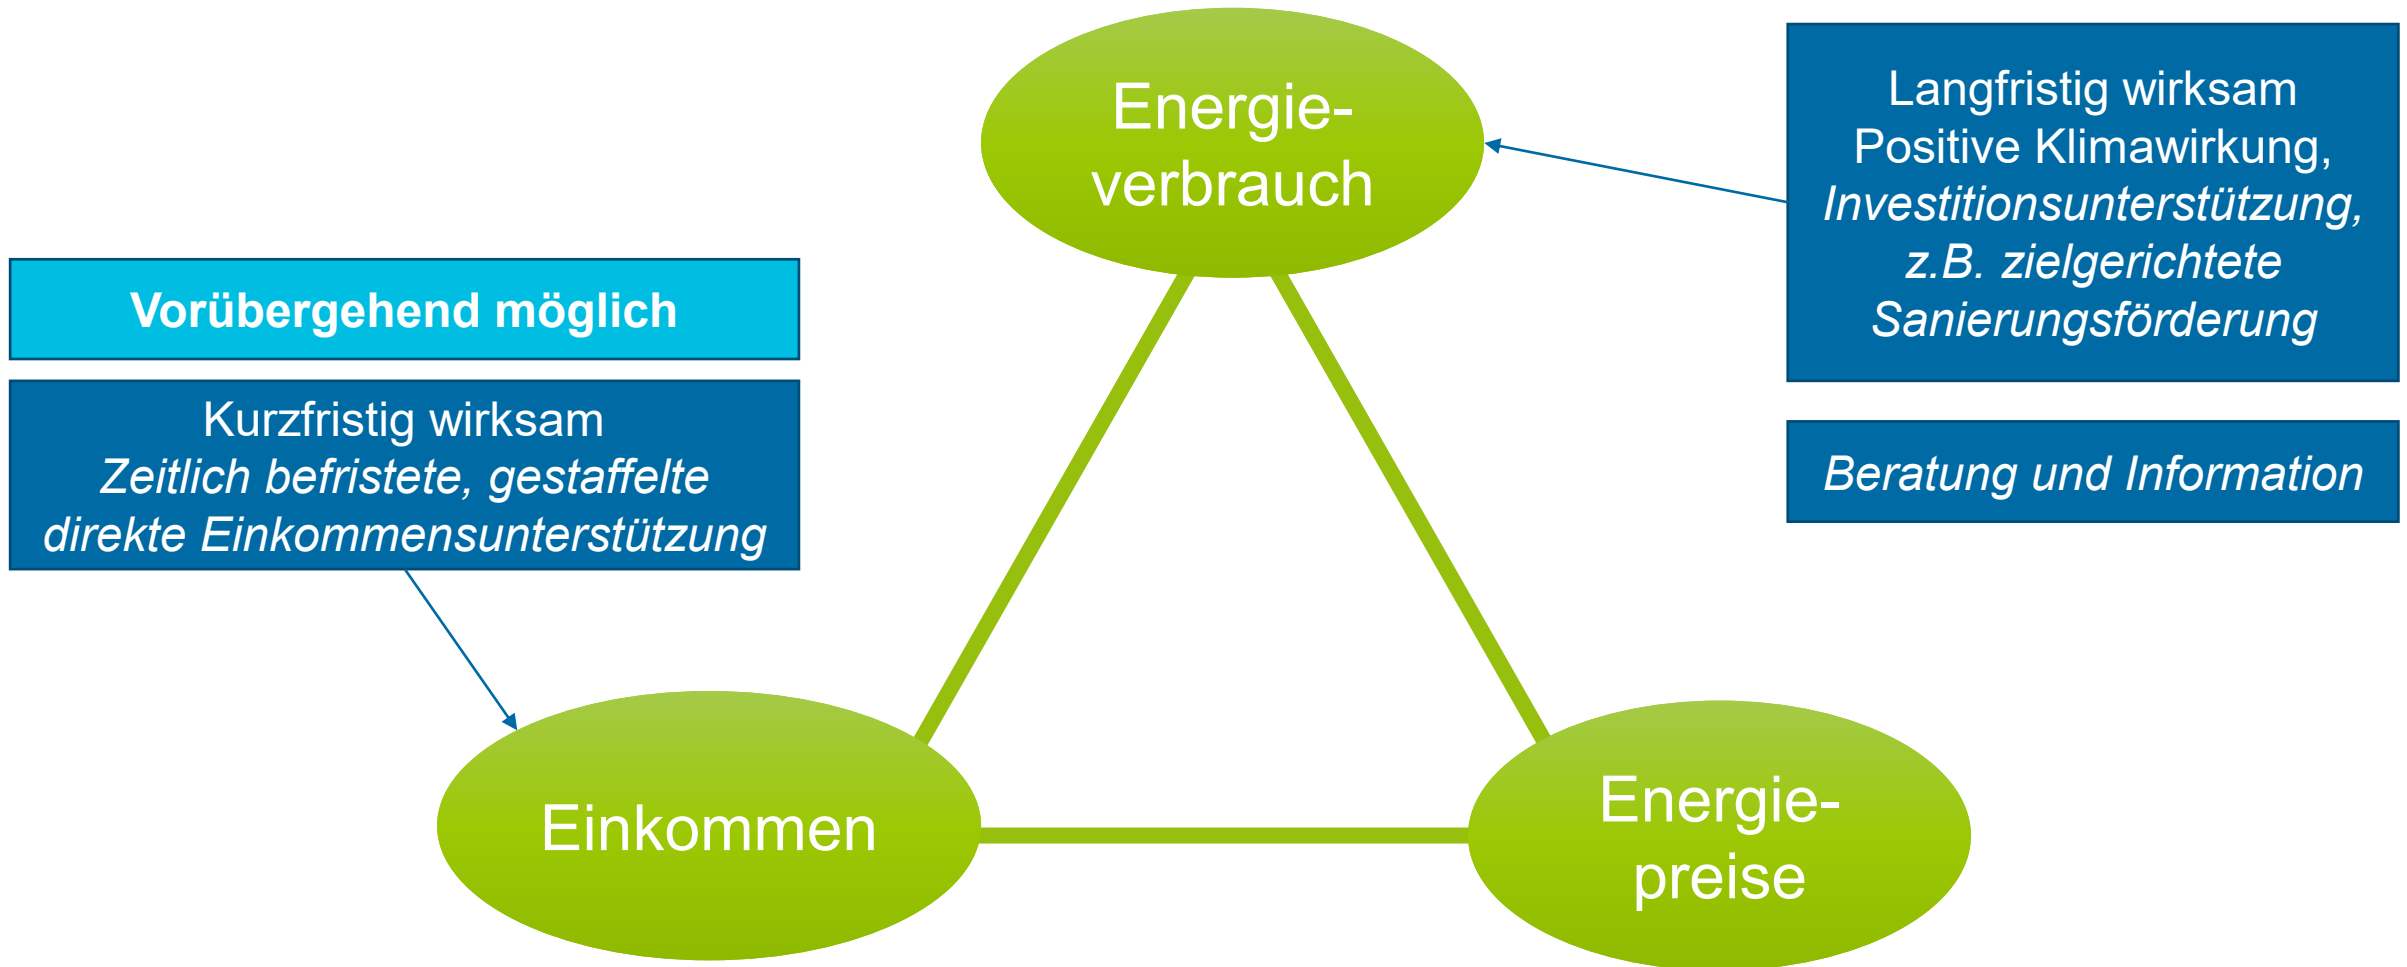 Energie-
verbrauch
Langfristig wirksam
Positive Klimawirkung,
Investitionsunterstützung,
z.B. zielgerichtete
Sanierungsförderung
Beratung und Information
Vorübergehend möglich
Kurzfristig wirksam
Zeitlich befristete, gestaffelte
direkte Einkommensunterstützung
Einkommen
Energie-
preise